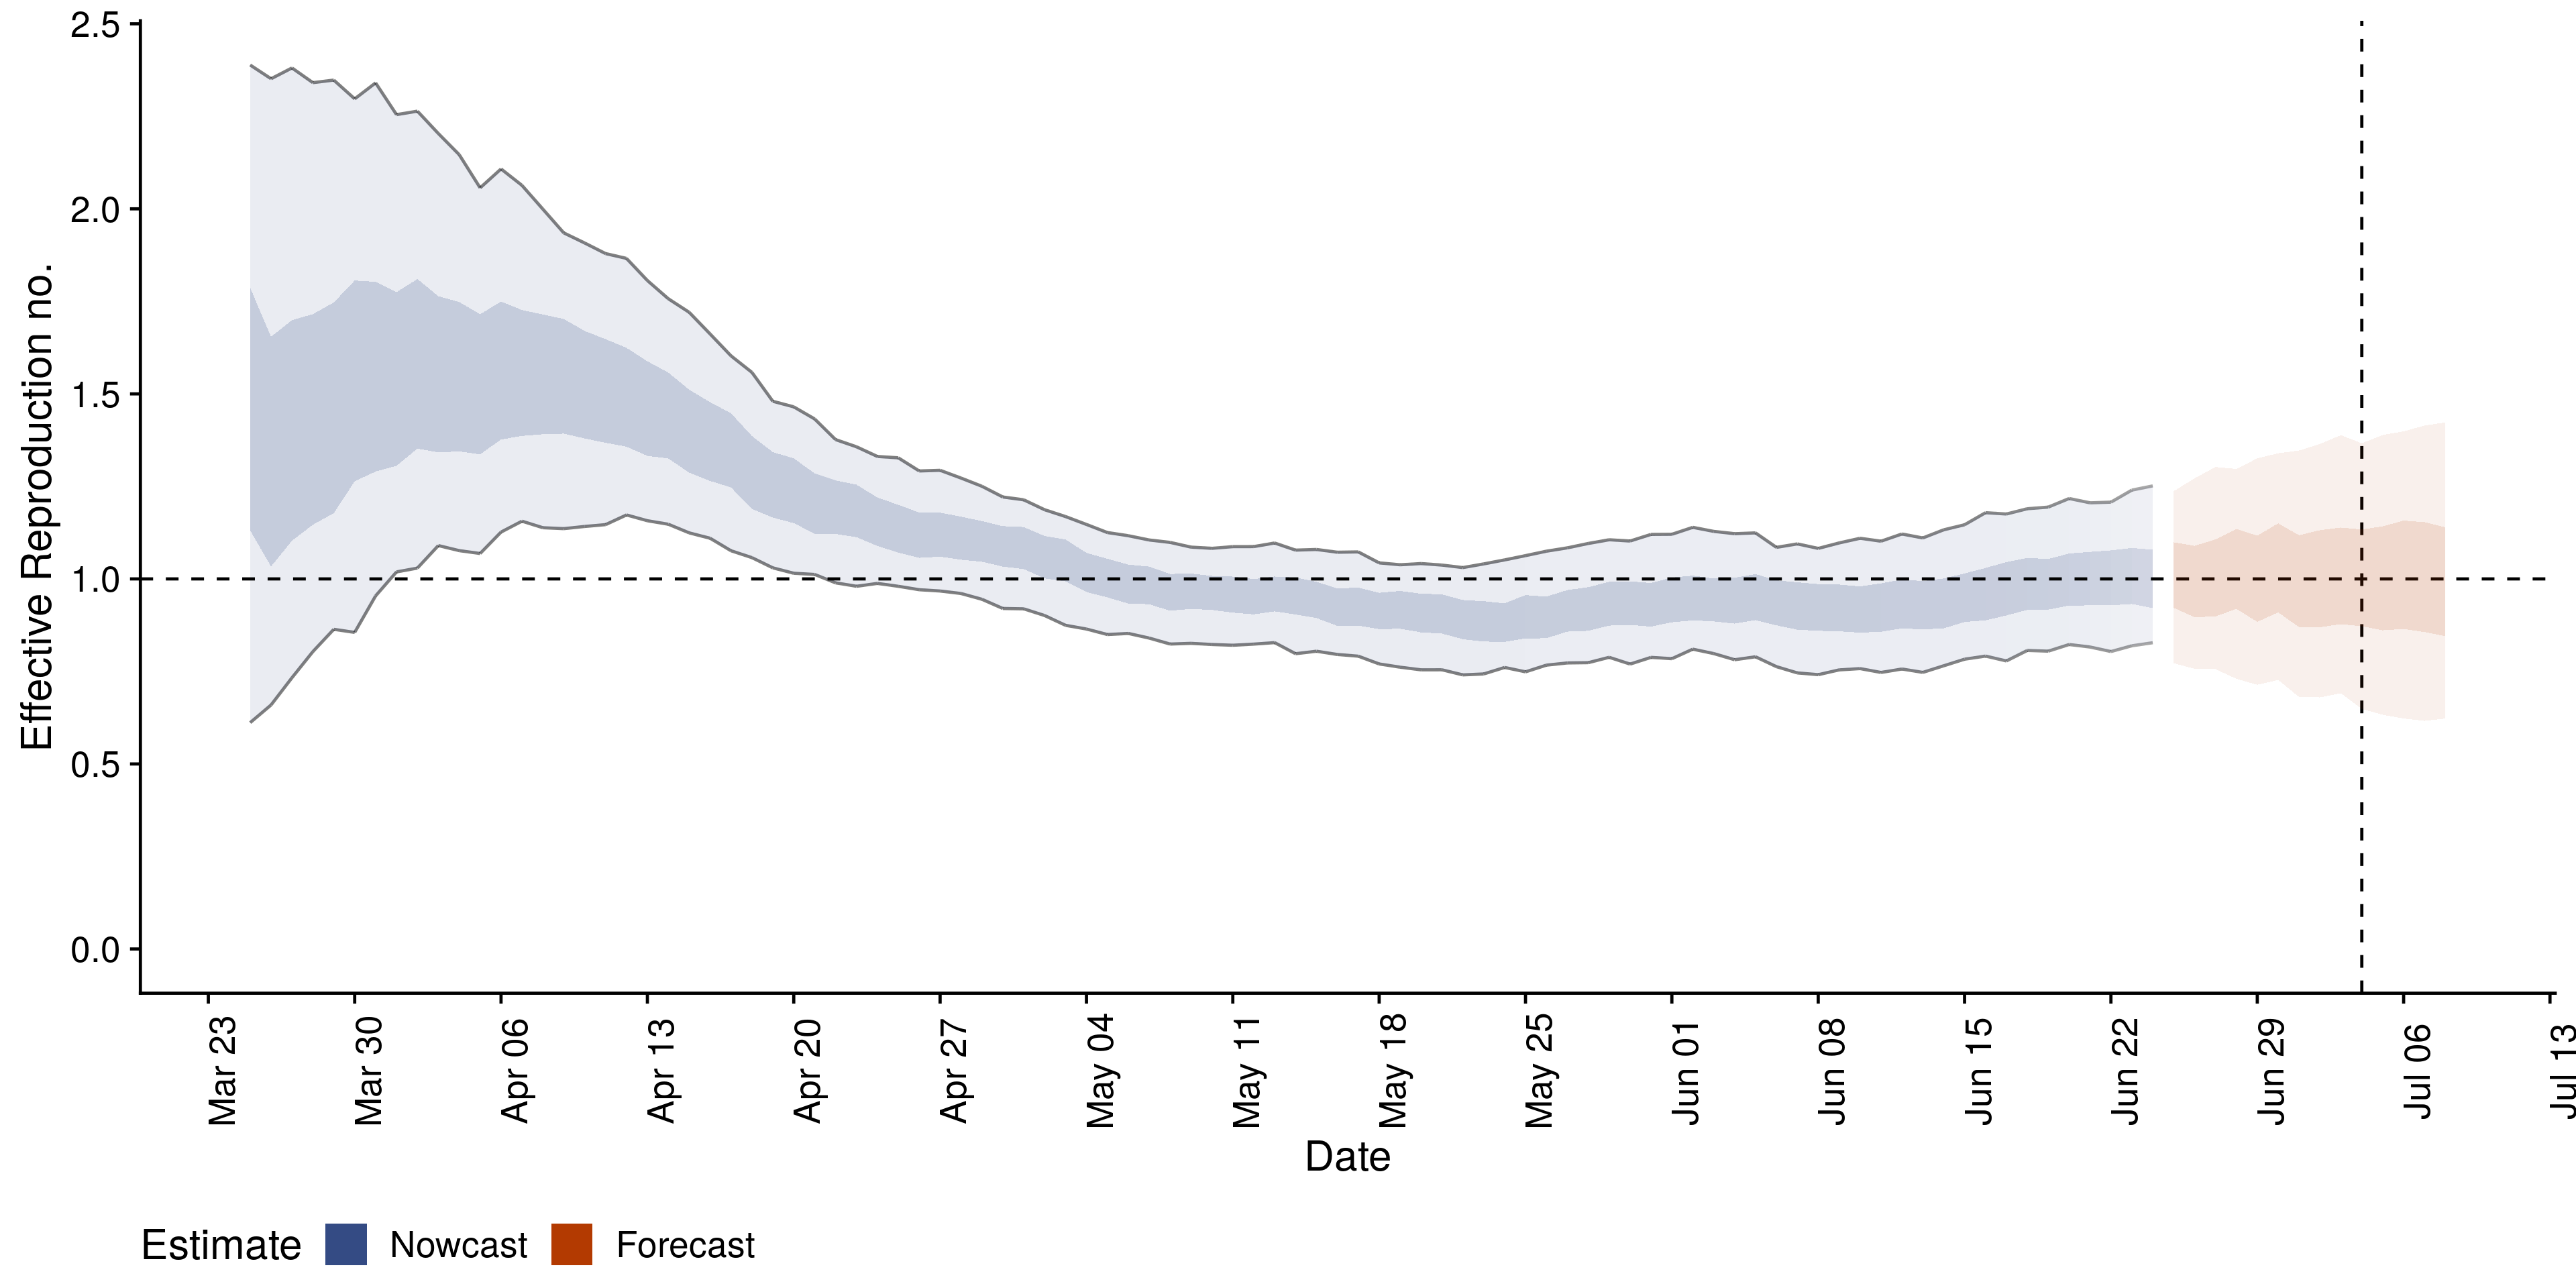 Effective Reproduction no.
2.5
2.0
1.5
1.0
0.5
0.0
Mar 23
Mar 30
Apr 06
Apr 13
Apr 20
Apr 27
May 04
May 11
May 18
May 25
Jun 01
Jun 08
Jun 15
Jun 22
Jun 29
Jul 06
Jul 13
Date
Estimate Nowcast Forecast